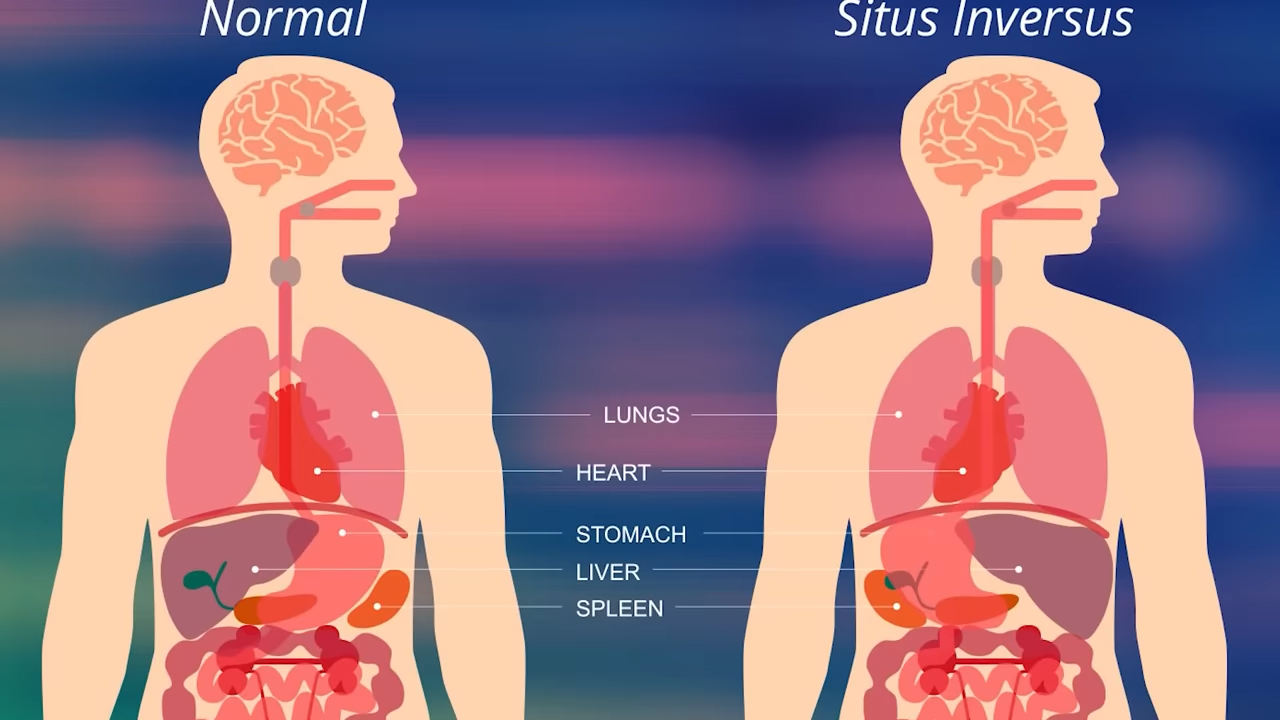 Normal
Situs Inversus
LUNGS
HEART
STOMACH
LIVER
SPLEEN